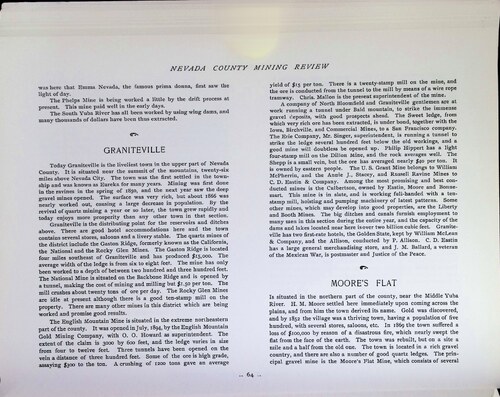 NEVADA COUNTY MINING REVIEW
was here that Emma Nevada, the famous prima donna, first saw the
light of day.
The Phelps Mine is being worked a little by the drift process at
present. This mine paid well in the early days.
The South Yuba River has all been worked by using wing dams, and
many thousands of dollars have been thus extracted.
GRANITEVILLE
Today Graniteville is the liveliest town in the upper part of Nevada
County. It is situated near the summit of the mountains, twenty-six
miles above Nevada City. The town was the first settled in the town-
ship and was known as Eureka for many years. Mining was first done
in the ravines in the spring of 1850, and the next year saw the deep
gravel mines opened. The surface was very rich, but about 1866 was
nearly worked out, causing a large decrease in population. By the
revival of quartz mining a year or so later, the town grew rapidly and
today enjoys more prosperity than any other town in that section.
Graniteville is the distributing point for the reservoirs and ditches
above. There are good hotel accommodations here and the town
contains several stores, saloons and a livery stable. The quartz mines of
the district include the Gaston Ridge, formerly known as the California,
the National and the Rocky Glen Mines. The Gaston Ridge is located
four miles southeast of Graniteville and has produced $15,000. The
average width of the ledge is from six to eight feet. The mine has only
been worked to a depth of between two hundred and three hundred feet.
The National Mine is situated on the Backbone Ridge and is opened by
a tunnel, making the cost of mining and milling but $1.50 per ton. The
mill crushes about twenty tons of ore per day. The Rocky Glen Mines
are idle at present although there is a good ten-stamp mill on the
property. There are many other mines in this district which are being
worked and promise good results.
The English Mountain Mine is situated in the extreme northeastern
part of the county. It was opened in July, 1894, by the English Mountain
Gold Mining Company, with O. O. Howard as superintendent. The
extent of the claim is 3000 by 600 feet, and the ledge varies in size
from four to twelve feet. Three tunnels have been opened on the
vein a distance of three hundred feet. Some of the ore is high grade,
assaying $300 to the ton. A crushing of 1200 tons gave an average
yield of $15 per ton. There is a twenty-stamp mill on the mine, and
the ore is conducted from the tunnel to the mill by means of a wire rope
tramway. Chris. Mallen is the present superintendent of the mine.
A company of North Bloomfield and Graniteville gentlemen are at
work running a tunnel under Bald mountain, to strike the immense
gravel deposits, with good prospects ahead. The Sweet ledge, from
which very rich ore has been extracted, is under bond, together with the
Iowa, Birchville, and Commercial Mines, to a San Francisco company.
The Erie Company, Mr. Singer, superintendent, is running a tunnel to
strike the ledge several hundred feet below the old workings, and a
good mine will doubtless be opened up. Philip Hipgert has a light
four-stamp mill on the Dillon Mine, and the rock averages well. The
Shepp is a small vein, but the ore has averaged nearly $50 per ton. It
is owned by eastern people. The U. S. Grant Mine belongs to William
McPherrin, and the Assie J., Stacey, and Russell Ravine Mines to
C. D. Eastin & Company. Among the most promising and best con-
ducted mines is the Culbertson, owned by Eastin, Moore and Bonne-
mort. This mine is in slate, and is working full-handed with a ten-
stamp mill, hoisting and pumping machinery of latest patterns. Some
other mines, which may develop into good properties, are the Liberty
and Booth Mines. The big ditches and canals furnish employment to
many men in this section during the entire year, and the capacity of the
dams and lakes located near here is over two billion cubic feet. Granite-
ville has two first-rate hotels, the Golden State, kept by William McLean
& Company, and the Allison, conducted by P. Allison. C. D. Eastin
has a large general merchandising store, and J. M. Ballard, a veteran
of the Mexican War, is postmaster and Justice of the Peace.
MOORE'S FLAT
Is situated in the northern part of the county, near the Middle Yuba
River. H. M. Moore settled here immediately upon coming across the
plains, and from him the town derived its name. Gold was discovered,
and by 1852 the village was a thriving town, having a population of five
hundred, with several stores, saloons, etc. In 1869 the town suffered a
loss of $100,000 by reason of a disastrous fire, which nearly swept the
flat from the face of the earth. The town was rebuilt, but on a site a
mile and a half from the old one. The town is located in a rich gravel
country, and there are also a number of good quartz ledges. The prin-
cipal gravel mine is the Moore's Flat Mine, which consists of several
— 64 —